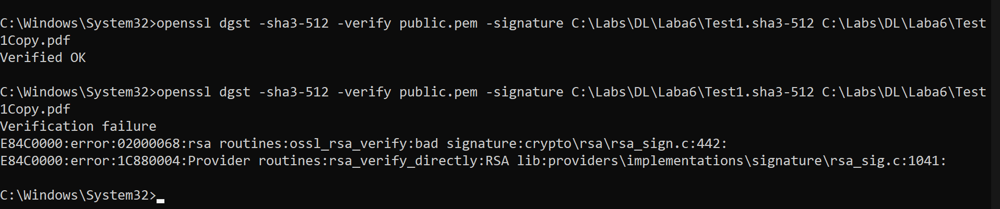 C:\Windows\System32>openssl dgst -sha3-512 -verify public.pem -signature C:\Labs\DL\Laba6\Test1.sha3-512 C:\Labs\DL\Laba6\Test
1Copy.pdf
Verified OK
C:\Windows\System32>openssl dgst -sha3-512 -verify public.pem -signature C:\Labs\DL\Laba6\Test1.sha3-512 C:\Labs\DL\Laba6\Test
1Copy.pdf
Verification failure
E84C0000:error:02000068:rsa routines:ossl_rsa_verify:bad signature:crypto\rsa\rsa_sign.c:442:
E84C0000:error:1C880004:Provider routines:rsa_verify_directly:RSA lib:providers\implementations\signature\rsa_sig.c:1041:
C:\Windows\System32>